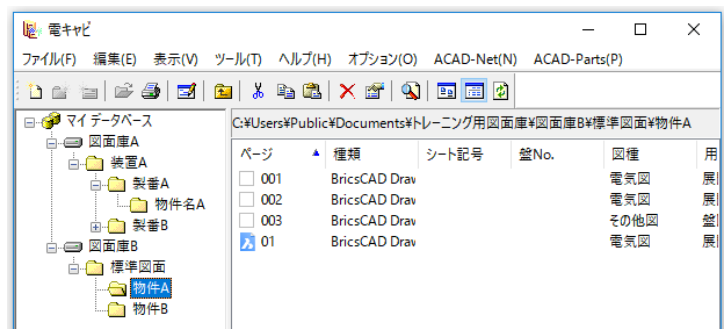 電キャビ
ファイル(F) 編集(E) 表示(V) ツール(T) ヘルプ(H) オプション(O) ACAD-Net(N) ACAD-Parts(P)
マイ データベース
図面庫A
装置A
製番A
物件名A
製番B
図面庫B
標準図面
物件A
物件B
C:¥Users¥Public¥Documents¥トレーニング用図面庫¥図面庫B¥標準図面¥物件A
ページ 種類 シート記号 盤No. 図種 用
001 BricsCAD Draw 電気図 展
002 BricsCAD Draw 電気図 展
003 BricsCAD Draw その他図 盤
01 BricsCAD Draw 電気図 展